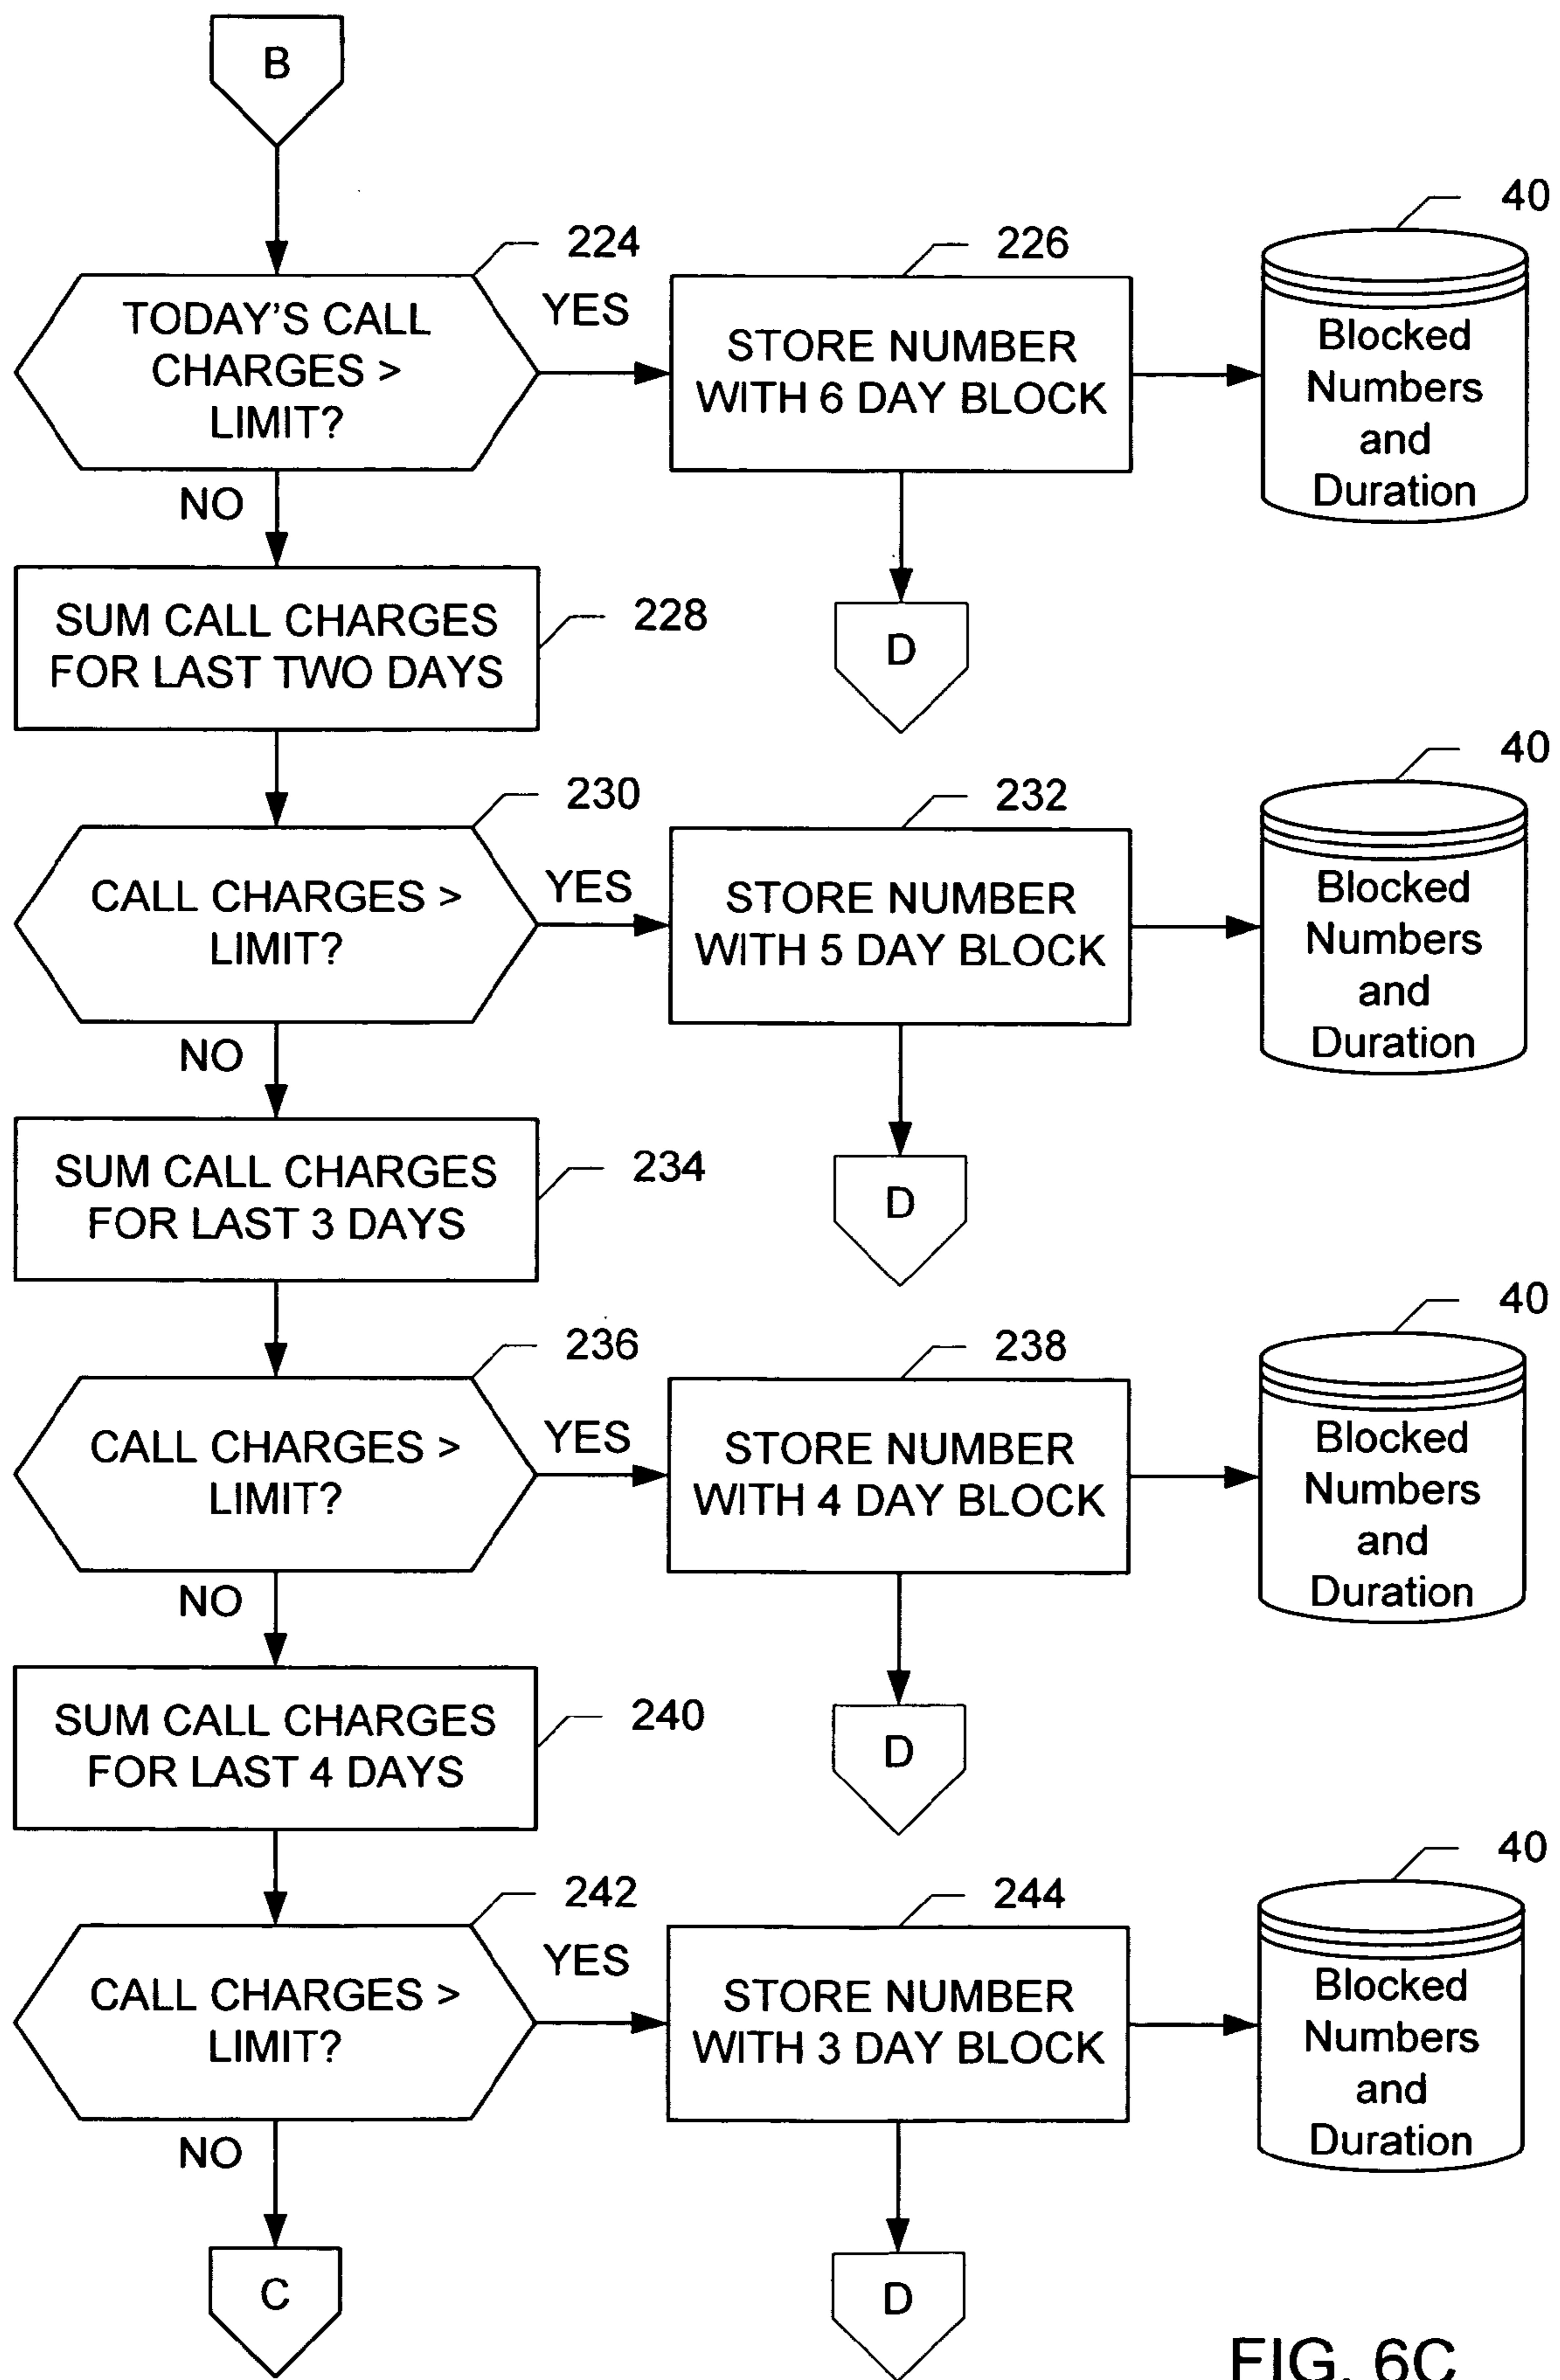 B
40
224
226
TODAY'S CALL
CHARGES >
LIMIT?
YES
STORE NUMBER
WITH 6 DAY BLOCK
Blocked
Numbers
and
Duration
NO
SUM CALL CHARGES
FOR LAST TWO DAYS
228
D
40
230
232
CALL CHARGES >
LIMIT?
YES
STORE NUMBER
WITH 5 DAY BLOCK
Blocked
Numbers
and
Duration
NO
SUM CALL CHARGES
FOR LAST 3 DAYS
234
D
40
236
238
CALL CHARGES >
LIMIT?
YES
STORE NUMBER
WITH 4 DAY BLOCK
Blocked
Numbers
and
Duration
NO
SUM CALL CHARGES
FOR LAST 4 DAYS
240
D
40
242
244
CALL CHARGES >
LIMIT?
YES
STORE NUMBER
WITH 3 DAY BLOCK
Blocked
Numbers
and
Duration
NO
C
D
FIG. 6C